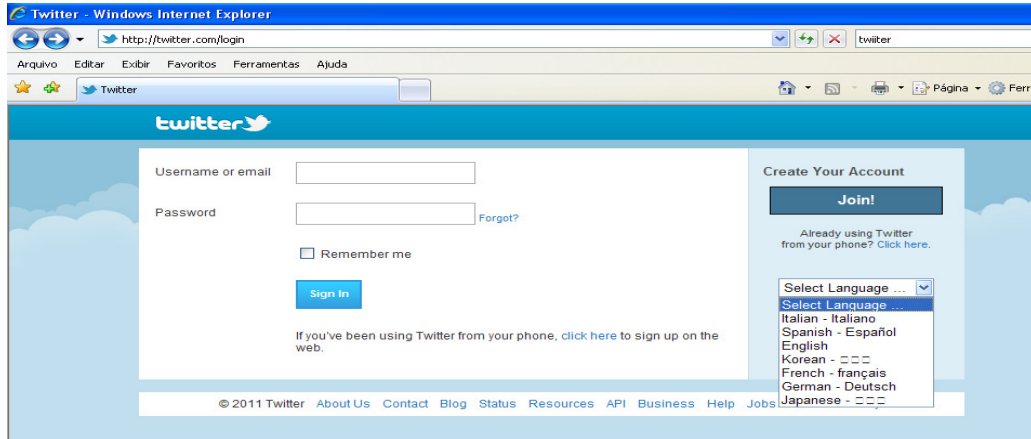 Twitter - Windows Internet Explorer
http://twitter.com/login
twiiter
Arquivo Editar Exibir Favoritos Ferramentas Ajuda
Twitter
Página
Ferr
twitter
Username or email
Password
Forgot?
Remember me
Sign In
If you've been using Twitter from your phone, click here to sign up on the
web.
Create Your Account
Join!
Already using Twitter
from your phone? Click here.
Select Language ...
Select Language ...
Italian - Italiano
Spanish - Español
English
Korean - □□□
French - français
German - Deutsch
Japanese - □□□
© 2011 Twitter About Us Contact Blog Status Resources API Business Help Jobs